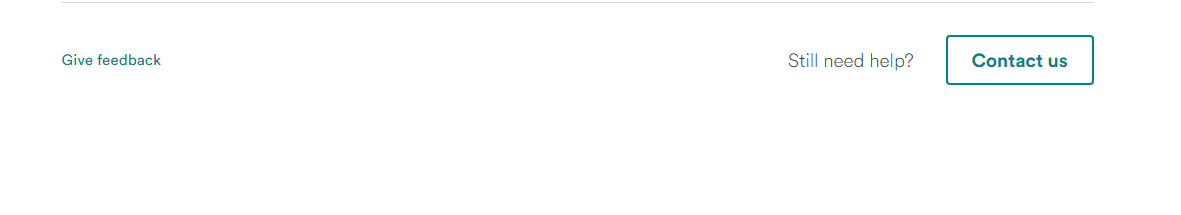 Give feedback
Still need help?
Contact us